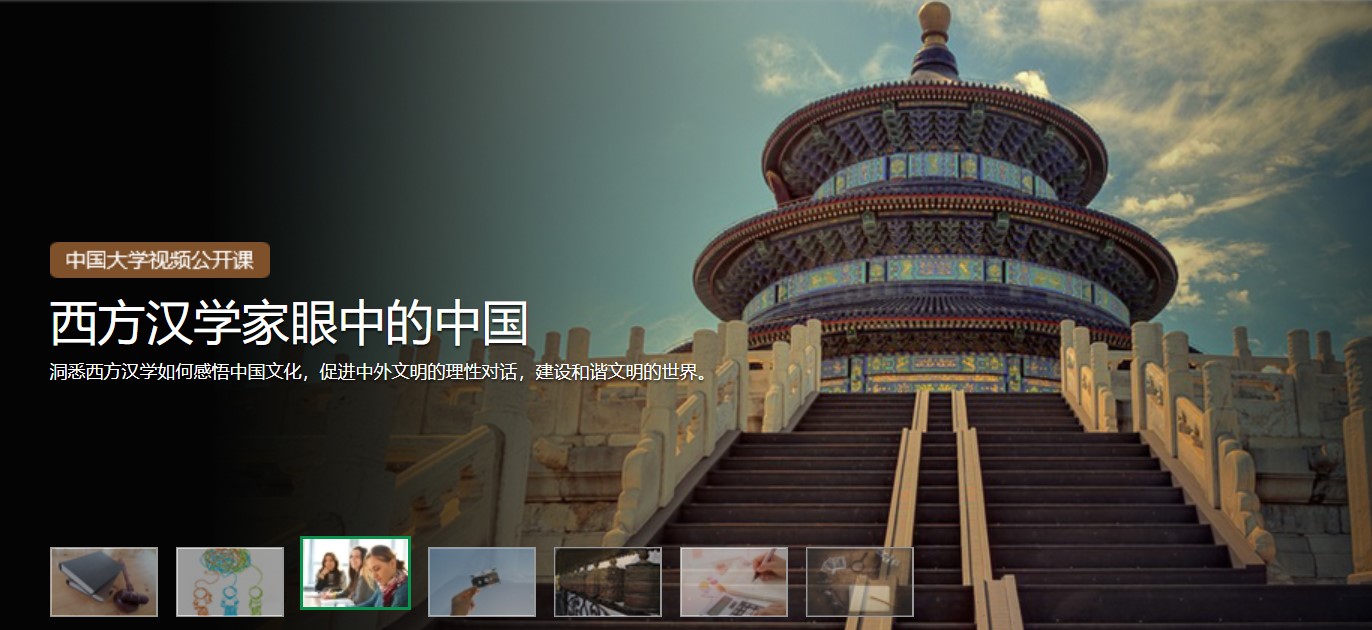 中国大学视频公开课
西方汉学家眼中的中国
洞悉西方汉学如何感悟中国文化，促进中外文明的理性对话，建设和谐文明的世界。